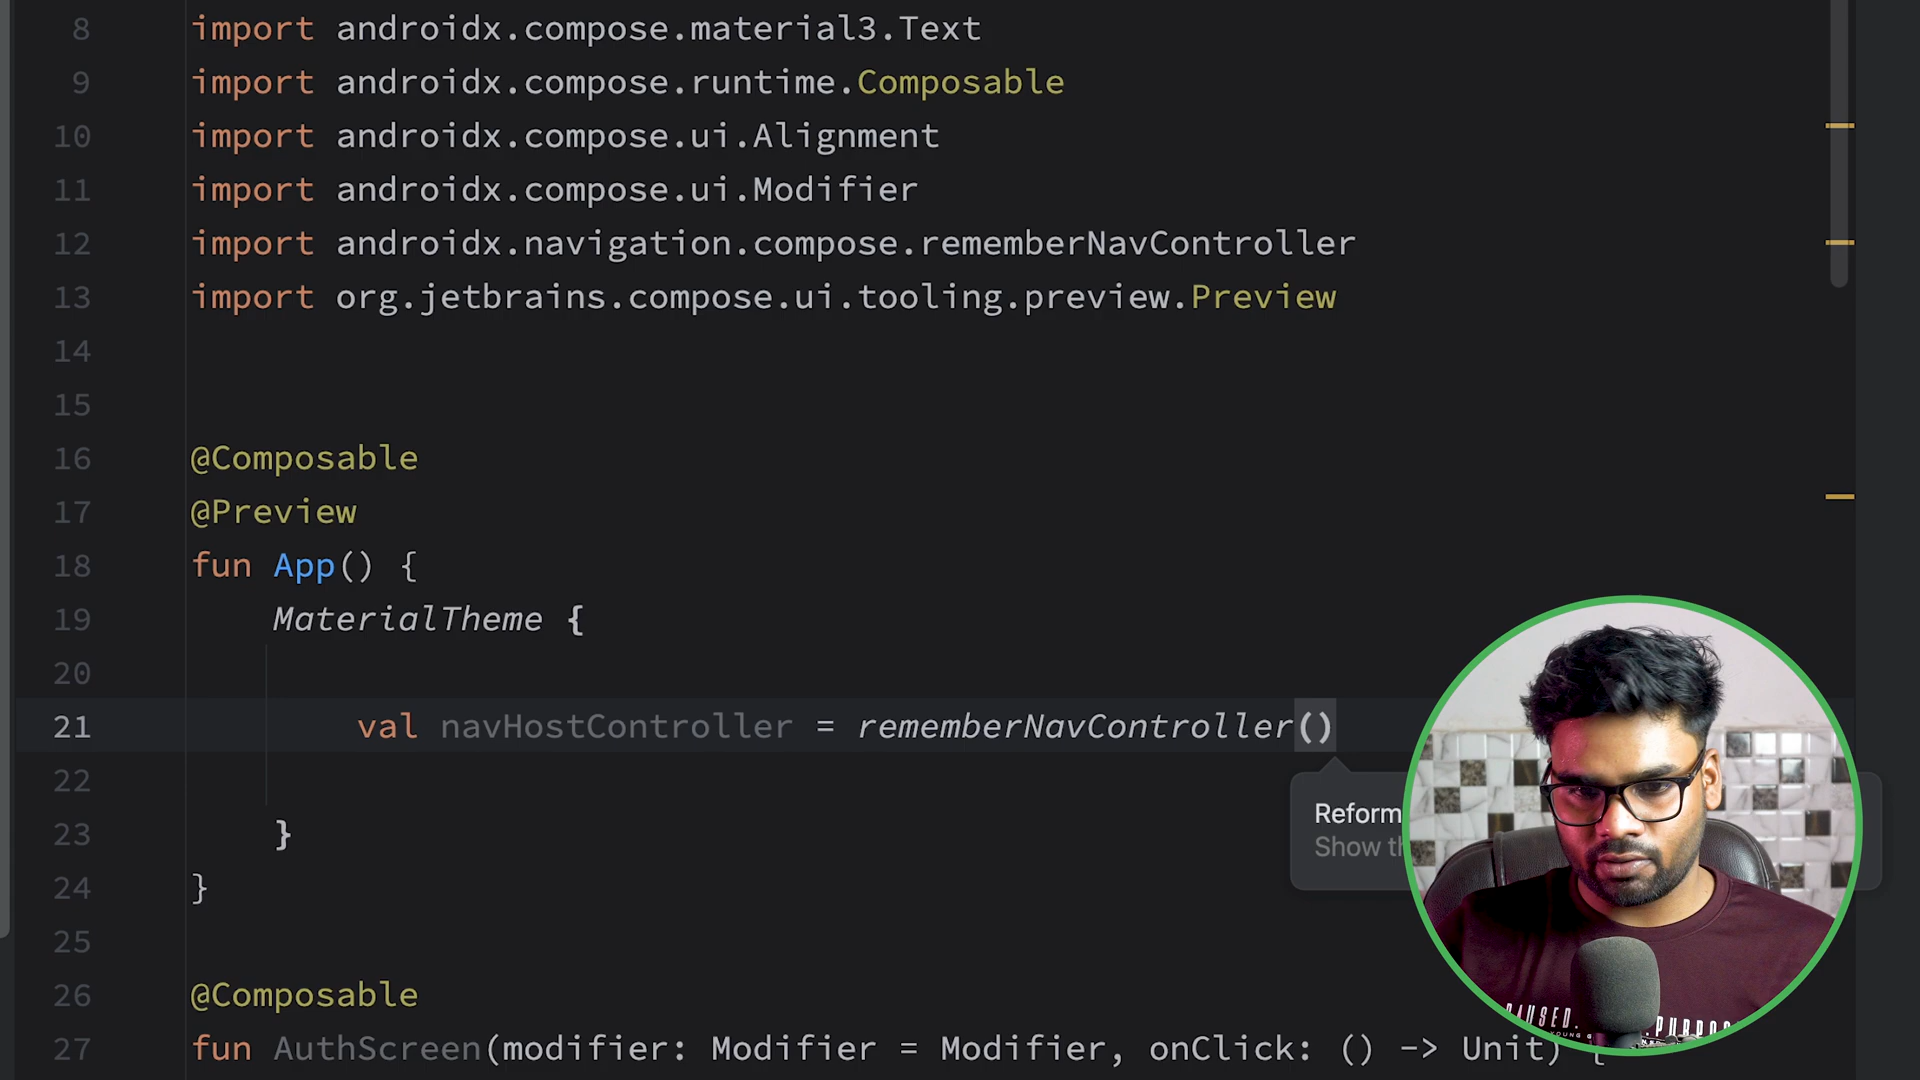 8 import androidx.compose.material3.Text
9 import androidx.compose.runtime.Composable
10 import androidx.compose.ui.Alignment
11 import androidx.compose.ui.Modifier
12 import androidx.navigation.compose.rememberNavController
13 import org.jetbrains.compose.ui.tooling.preview.Preview
14
15
16 @Composable
17 @Preview
18 fun App() {
19 MaterialTheme {
20
21 val navHostController = rememberNavController()
22
Reform
Show
23 }
24 }
25
26 @Composable
27 fun AuthScreen(modifier: Modifier = Modifier, onClick: () -> Unit) {